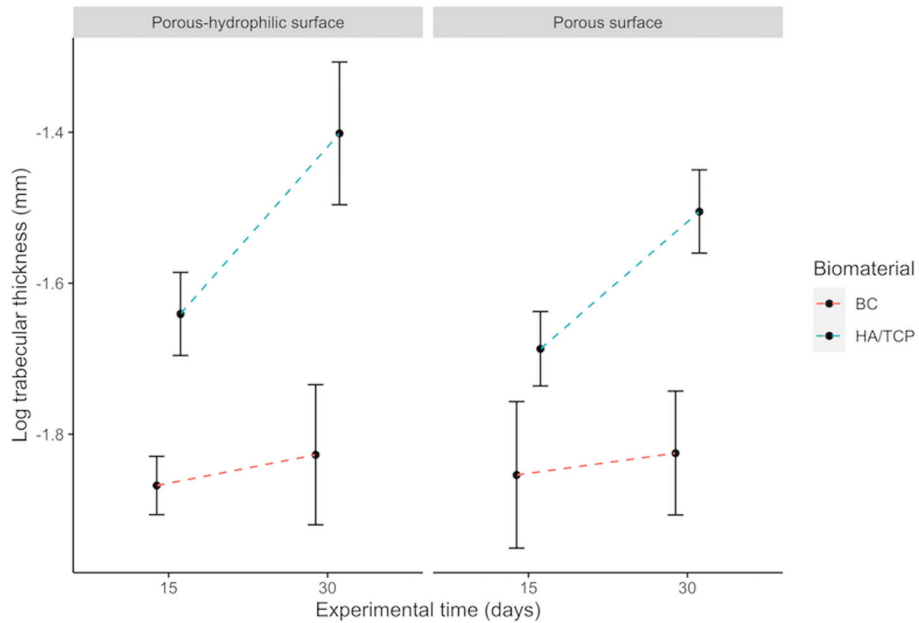 Porous-hydrophilic surface
Porous surface
Log trabecular thickness (mm)
-1.4
-1.6
-1.8
15
30
15
30
Experimental time (days)
Biomaterial
BC
HA/TCP